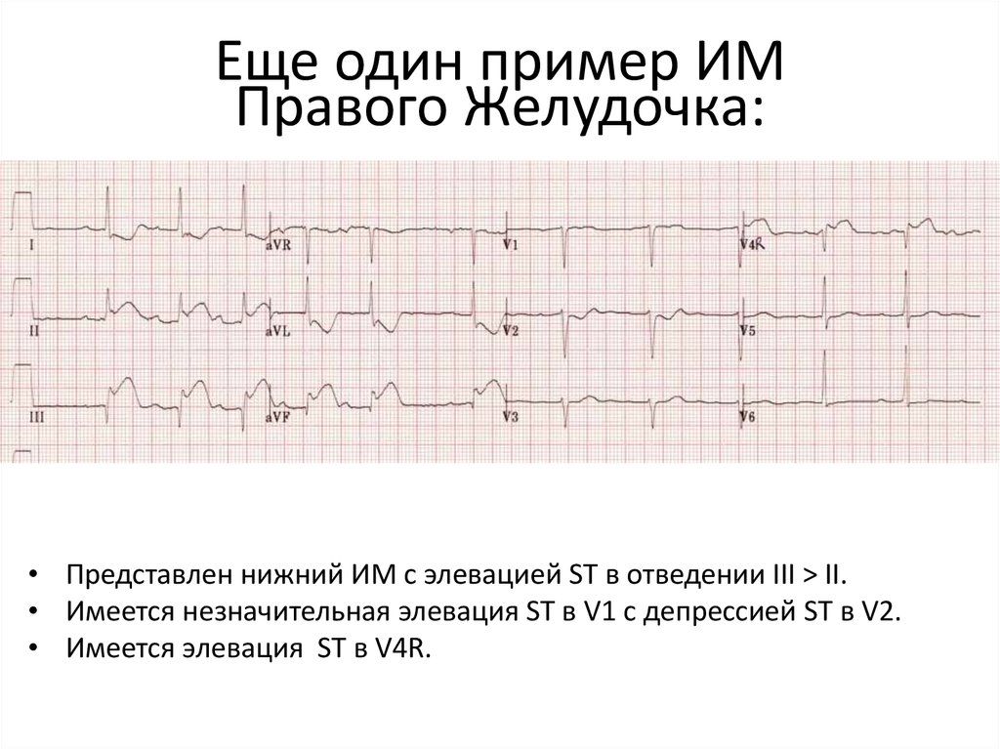 Еще один пример ИМ
Правого Желудочка:
I aVR V1 V4R
II aVL V2 V5
III aVF V3 V6
• Представлен нижний ИМ с элевацией ST в отведении III > II.
• Имеется незначительная элевация ST в V1 с депрессией ST в V2.
• Имеется элевация ST в V4R.